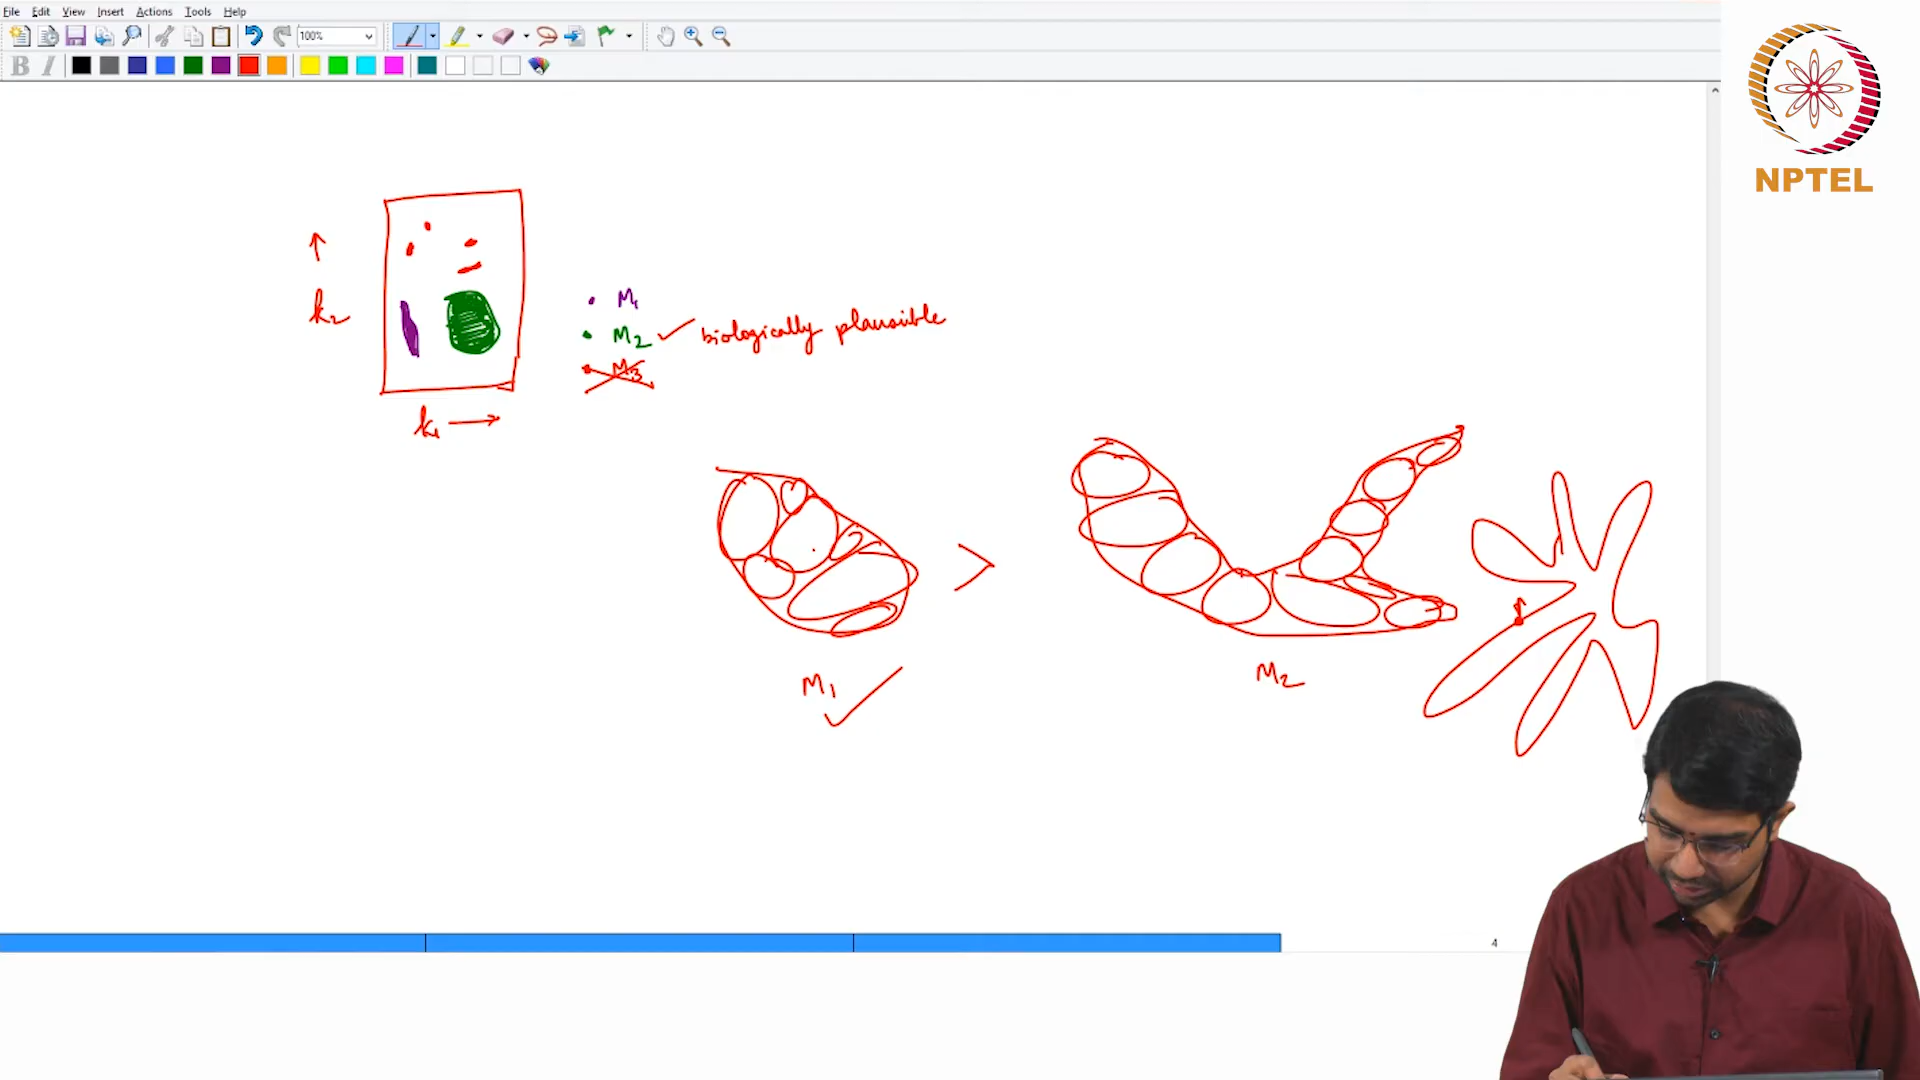 File Edit View Insert Actions Tools Help
100%
B I
NPTEL
k2
M1
M2 biologically plausible
M3
k1
>
M1
M2
4